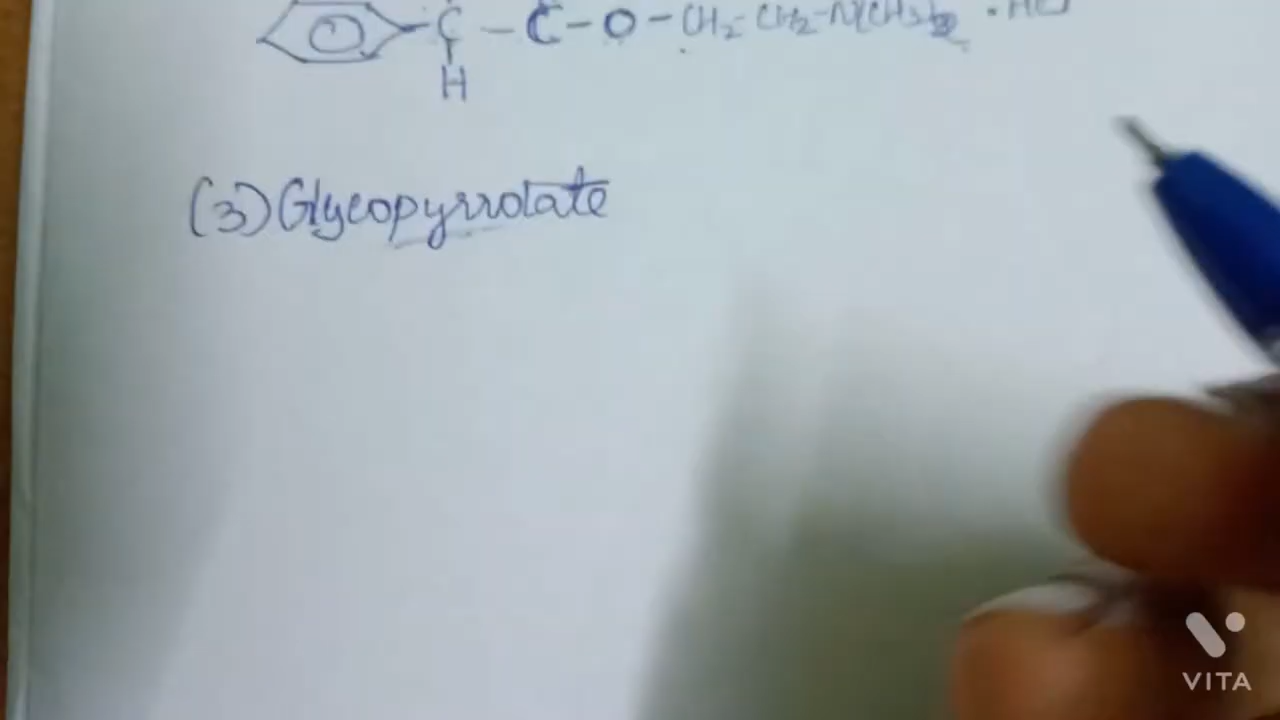 C - C - O - CH2 - CH2 - N(CH3)2 · HCl
H
(3) Glycopyrrolate
VITA